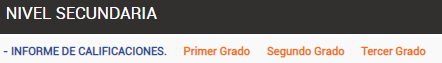 NIVEL SECUNDARIA
- INFORME DE CALIFICACIONES. Primer Grado Segundo Grado Tercer Grado